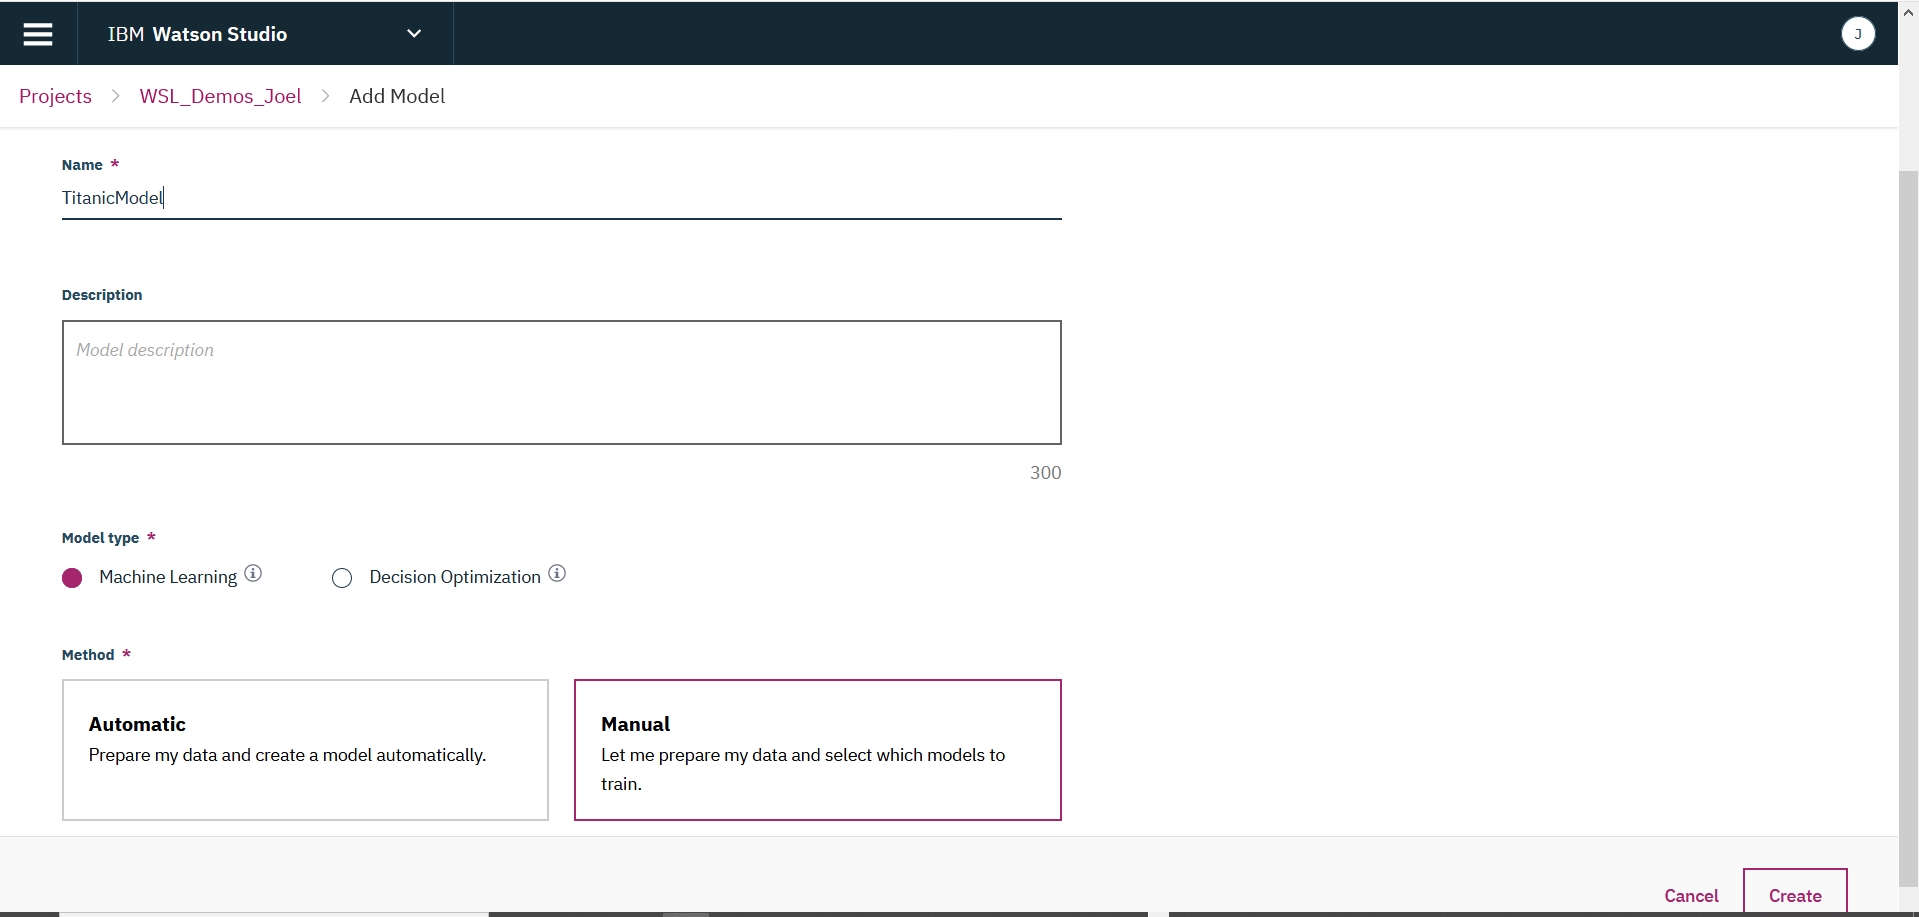 IBM Watson Studio
J
Projects > WSL_Demos_Joel > Add Model
Name *
TitanicModel
Description
Model description
300
Model type *
Machine Learning Decision Optimization
Method *
Automatic
Prepare my data and create a model automatically.
Manual
Let me prepare my data and select which models to
train.
Cancel Create